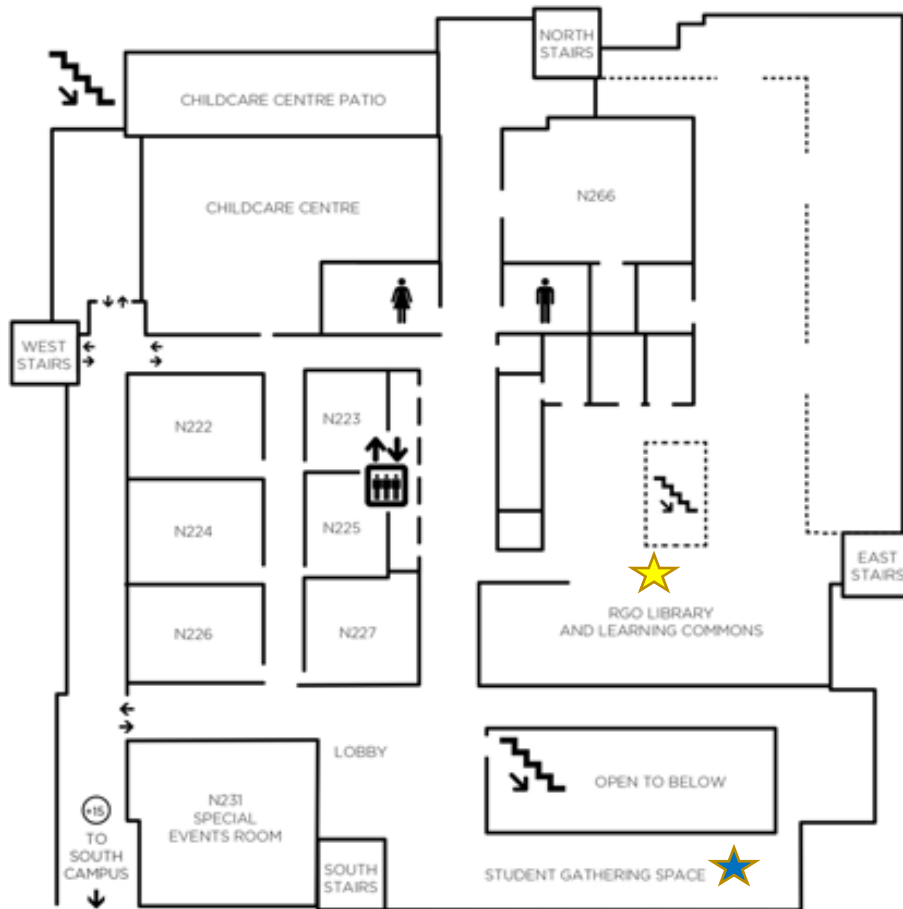 NORTH
STAIRS
CHILDCARE CENTRE PATIO
CHILDCARE CENTRE
N266
WEST
STAIRS
N222
N223
N224
N225
EAST
STAIRS
N226
N227
RGO LIBRARY
AND LEARNING COMMONS
LOBBY
OPEN TO BELOW
N231
SPECIAL
EVENTS ROOM
+15
TO
SOUTH
CAMPUS
SOUTH
STAIRS
STUDENT GATHERING SPACE